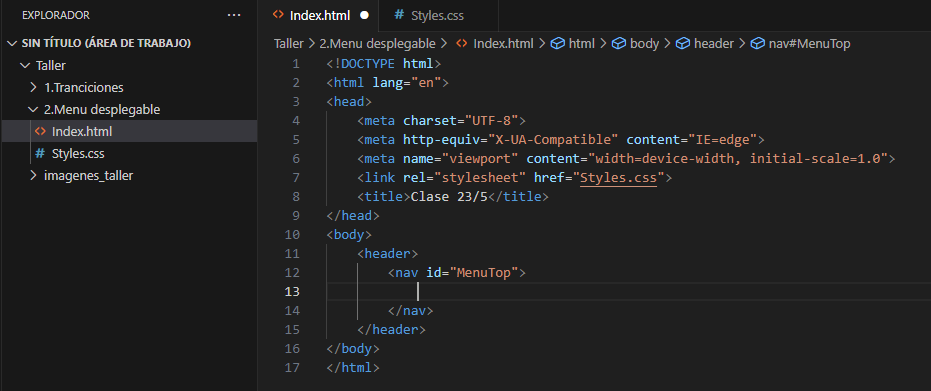 EXPLORADOR ...
SIN TÍTULO (ÁREA DE TRABAJO)
Taller
1.Tranciciones
2.Menu desplegable
Index.html
# Styles.css
imagenes_taller
Index.html
# Styles.css
Taller > 2.Menu desplegable > Index.html > html > body > header > nav#MenuTop
1 <!DOCTYPE html>
2 <html lang="en">
3 <head>
4 <meta charset="UTF-8">
5 <meta http-equiv="X-UA-Compatible" content="IE=edge">
6 <meta name="viewport" content="width=device-width, initial-scale=1.0">
7 <link rel="stylesheet" href="Styles.css">
8 <title>Clase 23/5</title>
9 </head>
10 <body>
11 <header>
12 <nav id="MenuTop">
13
14 </nav>
15 </header>
16 </body>
17 </html>